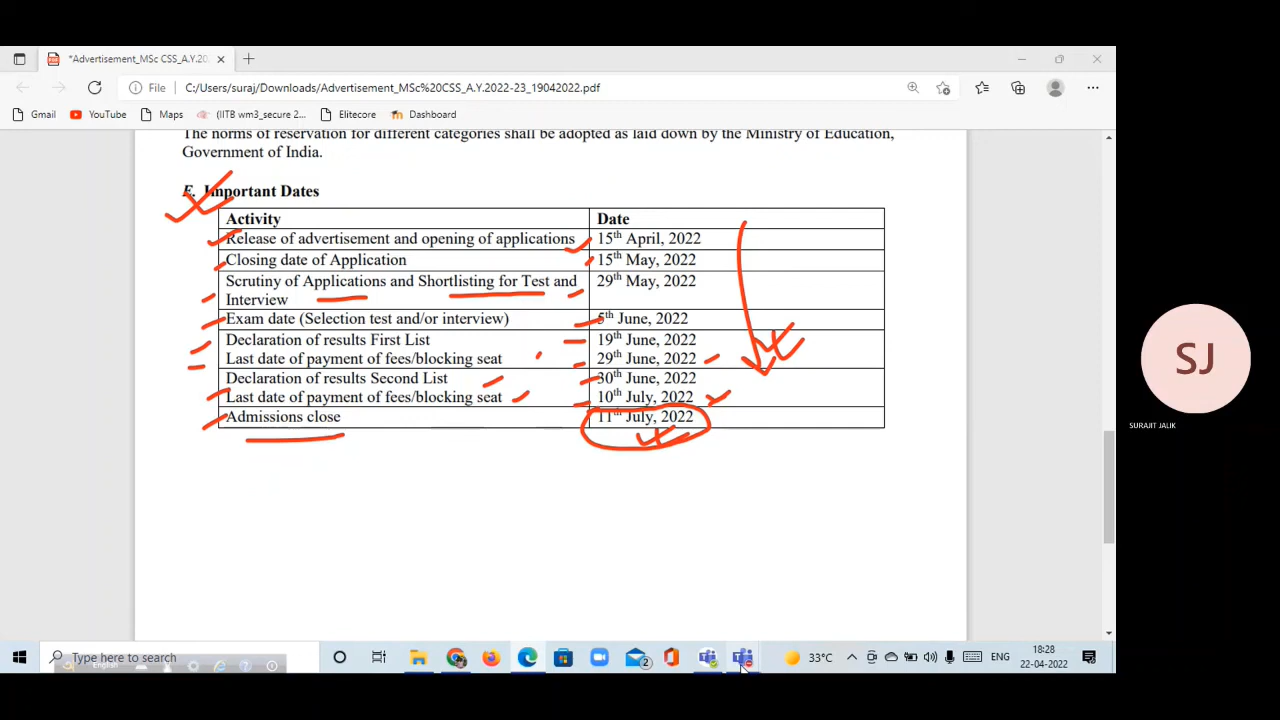 *Advertisement_MSc CSS_A.Y.20
File C:/Users/suraj/Downloads/Advertisement_MSc%20CSS_A.Y.2022-23_19042022.pdf
Gmail YouTube Maps (IITB wm3_secure 2... Elitecore Dashboard
The norms of reservation for different categories shall be adopted as laid down by the Ministry of Education,
Government of India.
E. Important Dates
Activity Date
Release of advertisement and opening of applications 15th April, 2022
Closing date of Application 15th May, 2022
Scrutiny of Applications and Shortlisting for Test and 29th May, 2022
Interview
Exam date (Selection test and/or interview) 5th June, 2022
Declaration of results First List 19th June, 2022
Last date of payment of fees/blocking seat 29th June, 2022
Declaration of results Second List 30th June, 2022
Last date of payment of fees/blocking seat 10th July, 2022
Admissions close 11th July, 2022
SJ
SURAJIT JALIK
Type here to search
English
2
33°C
ENG
18:28
22-04-2022